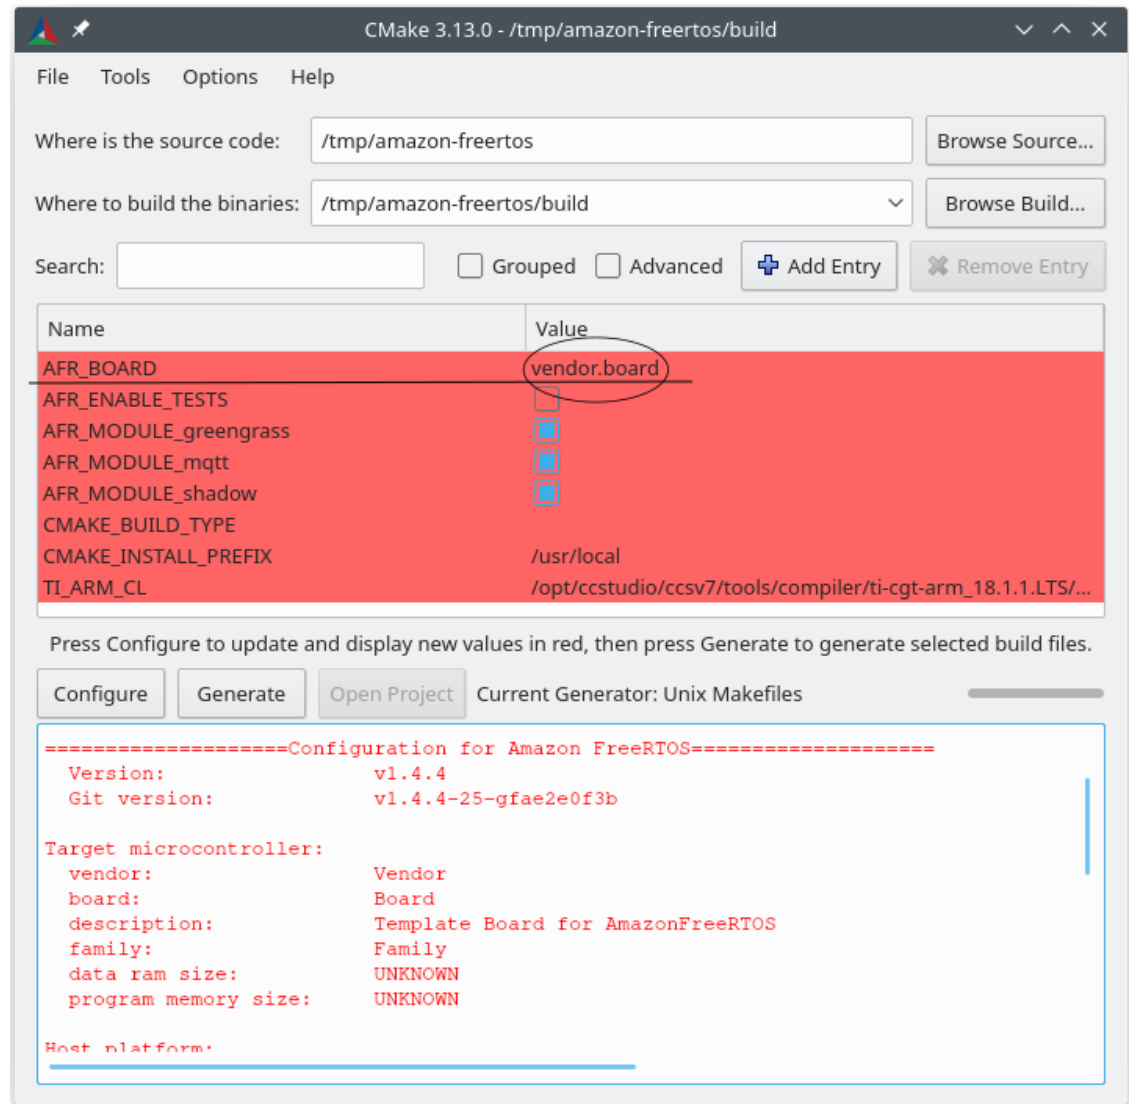 CMake 3.13.0 - /tmp/amazon-freertos/build
File Tools Options Help
Where is the source code: /tmp/amazon-freertos Browse Source...
Where to build the binaries: /tmp/amazon-freertos/build Browse Build...
Search: Grouped Advanced Add Entry Remove Entry
Name Value
AFR_BOARD vendor.board
AFR_ENABLE_TESTS
AFR_MODULE_greengrass
AFR_MODULE_mqtt
AFR_MODULE_shadow
CMAKE_BUILD_TYPE
CMAKE_INSTALL_PREFIX /usr/local
TI_ARM_CL /opt/ccstudio/ccsv7/tools/compiler/ti-cgt-arm_18.1.1.LTS/...
Press Configure to update and display new values in red, then press Generate to generate selected build files.
Configure Generate Open Project Current Generator: Unix Makefiles
====================Configuration for Amazon FreeRTOS====================
Version: v1.4.4
Git version: v1.4.4-25-gfae2e0f3b
Target microcontroller:
vendor: Vendor
board: Board
description: Template Board for AmazonFreeRTOS
family: Family
data ram size: UNKNOWN
program memory size: UNKNOWN
Host platform: